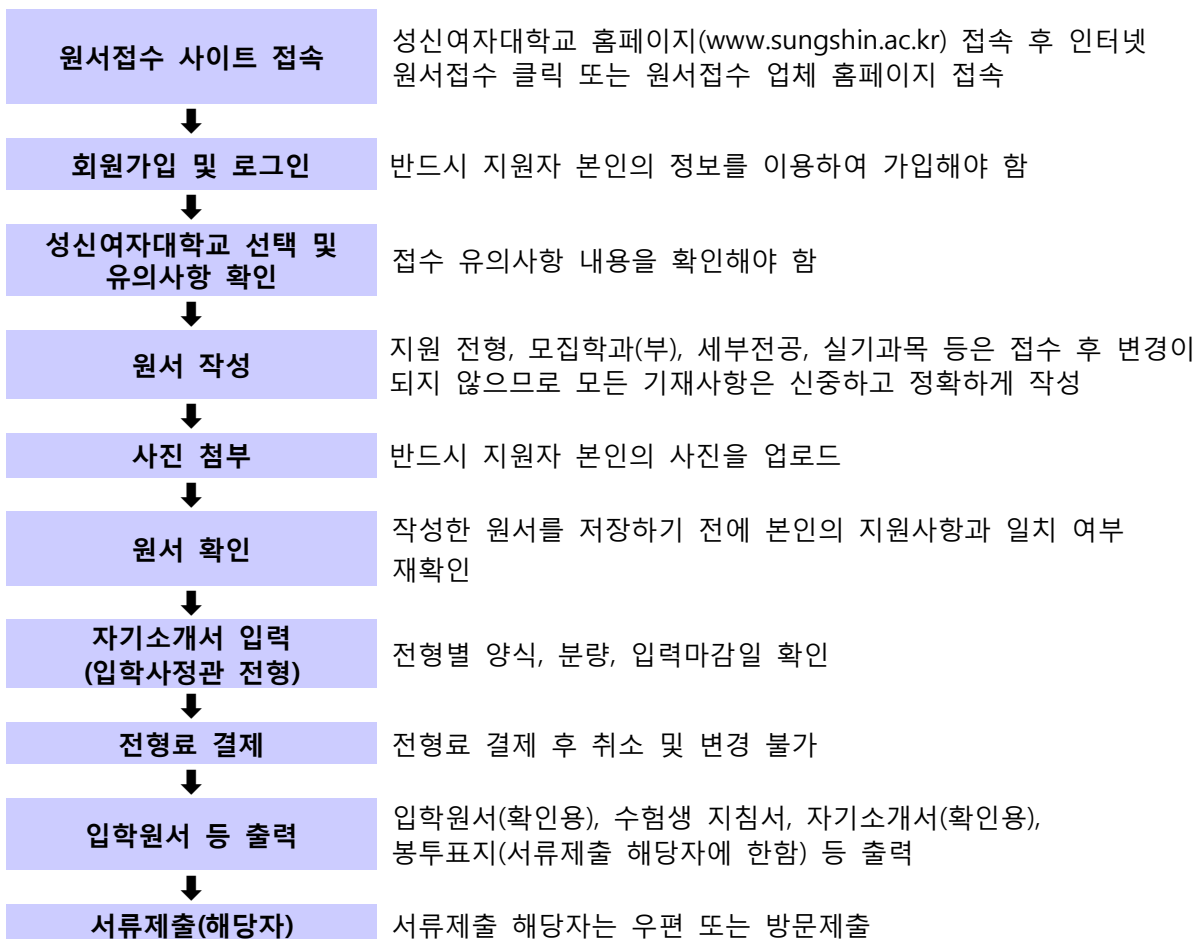 원서접수 사이트 접속
성신여자대학교 홈페이지(www.sungshin.ac.kr) 접속 후 인터넷
원서접수 클릭 또는 원서접수 업체 홈페이지 접속
회원가입 및 로그인
반드시 지원자 본인의 정보를 이용하여 가입해야 함
성신여자대학교 선택 및
유의사항 확인
접수 유의사항 내용을 확인해야 함
원서 작성
지원 전형, 모집학과(부), 세부전공, 실기과목 등은 접수 후 변경이
되지 않으므로 모든 기재사항은 신중하고 정확하게 작성
사진 첨부
반드시 지원자 본인의 사진을 업로드
원서 확인
작성한 원서를 저장하기 전에 본인의 지원사항과 일치 여부
재확인
자기소개서 입력
(입학사정관 전형)
전형별 양식, 분량, 입력마감일 확인
전형료 결제
전형료 결제 후 취소 및 변경 불가
입학원서 등 출력
입학원서(확인용), 수험생 지침서, 자기소개서(확인용),
봉투표지(서류제출 해당자에 한함) 등 출력
서류제출(해당자)
서류제출 해당자는 우편 또는 방문제출